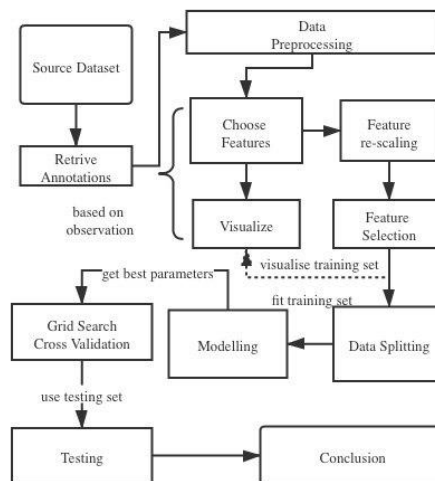 Data
Preprocessing
Source Dataset
Choose
Features
Feature
re-scaling
Retrive
Annotations
based on
observation
Visualize
Feature
Selection
visualise training set
get best parameters
fit training set
Grid Search
Cross Validation
Modelling
Data Splitting
use testing set
Testing
Conclusion